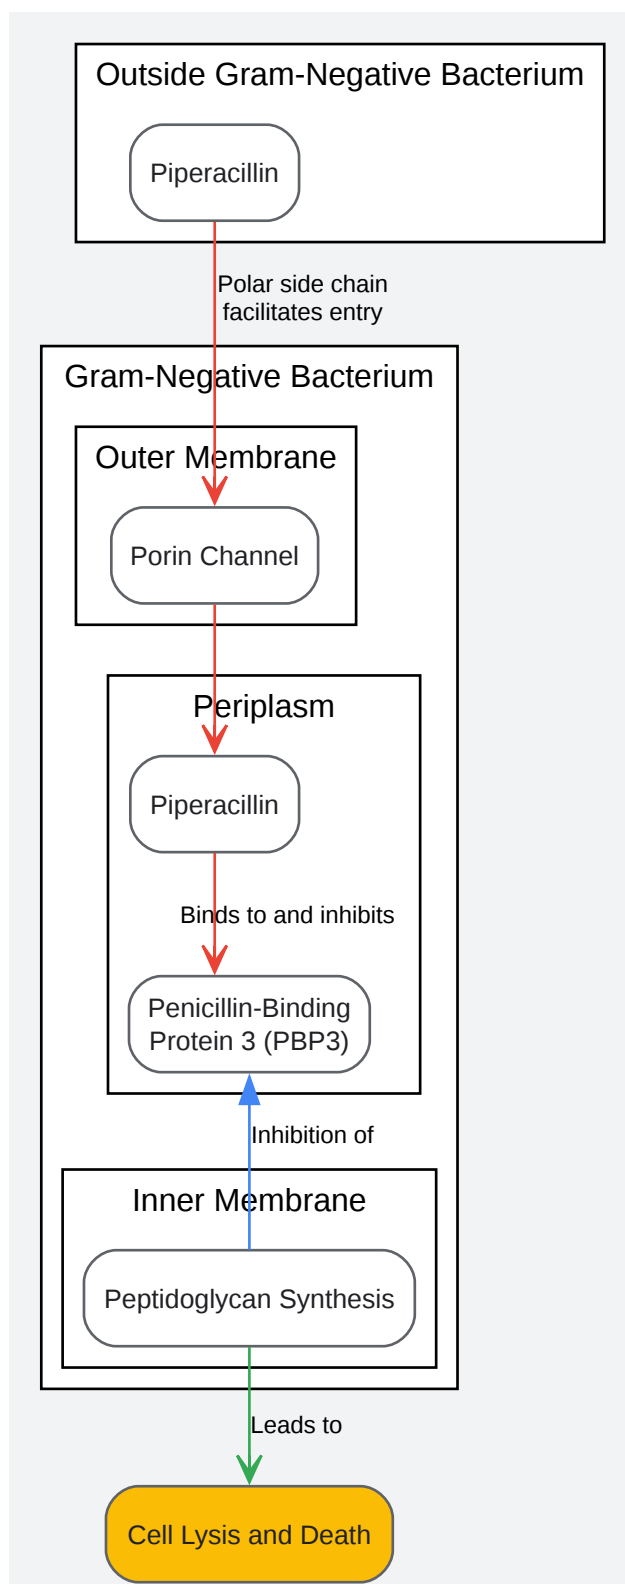 Outside Gram-Negative Bacterium
Piperacillin
Polar side chain
facilitates entry
Gram-Negative Bacterium
Outer Membrane
Porin Channel
Periplasm
Piperacillin
Binds to and inhibits
Penicillin-Binding
Protein 3 (PBP3)
Inhibition of
Inner Membrane
Peptidoglycan Synthesis
Leads to
Cell Lysis and Death